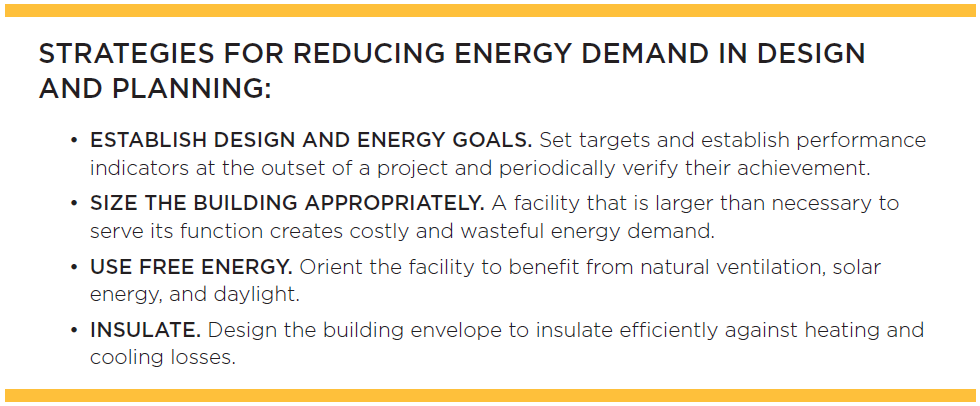 STRATEGIES FOR REDUCING ENERGY DEMAND IN DESIGN
AND PLANNING:
• ESTABLISH DESIGN AND ENERGY GOALS. Set targets and establish performance
indicators at the outset of a project and periodically verify their achievement.
• SIZE THE BUILDING APPROPRIATELY. A facility that is larger than necessary to
serve its function creates costly and wasteful energy demand.
• USE FREE ENERGY. Orient the facility to benefit from natural ventilation, solar
energy, and daylight.
• INSULATE. Design the building envelope to insulate efficiently against heating and
cooling losses.